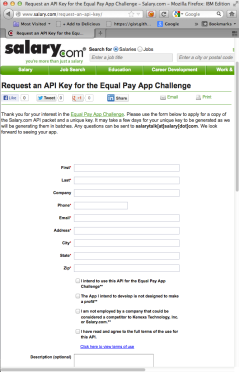 Request an API Key for the Equal Pay App Challenge - Salary.com - Mozilla Firefox: IBM Edition
www.salary.com/request-an-api-key/
Google
Most Visited
Add to Delicious
Google
Bookmarks
Request an API Key for the Equal Pay...
salary.com
you're more than just a salary
Search for Salaries Jobs
Enter a job title
Enter a city or postal code
Salary
Job Search
Education
Career Development
Work &
Request an API Key for the Equal Pay App Challenge
Like 0
Tweet 0
+1 0
Share
Email
Print
Thank you for your interest in the Equal Pay App Challenge. Please use the form below to apply for a copy
of the Salary.com API packet and a unique key. It may take a few days for your unique key to be generated as we
will be generating them in batches. Any questions can be sent to salarytalk[at]salary[dot]com. We look
forward to seeing your app.
First*
Last*
Company
Phone*
Email*
Address*
City*
State*
Zip*
I intend to use this API for the Equal Pay App
Challenge**
The App I intend to develop is not designed to make
a profit**
I am not employed by a company that could be
considered a competitor to Kenexa Technology, Inc
or Salary.com**
I have read and agree to the full terms of the use for
this API.
Click here to view terms of use
Description (optional)